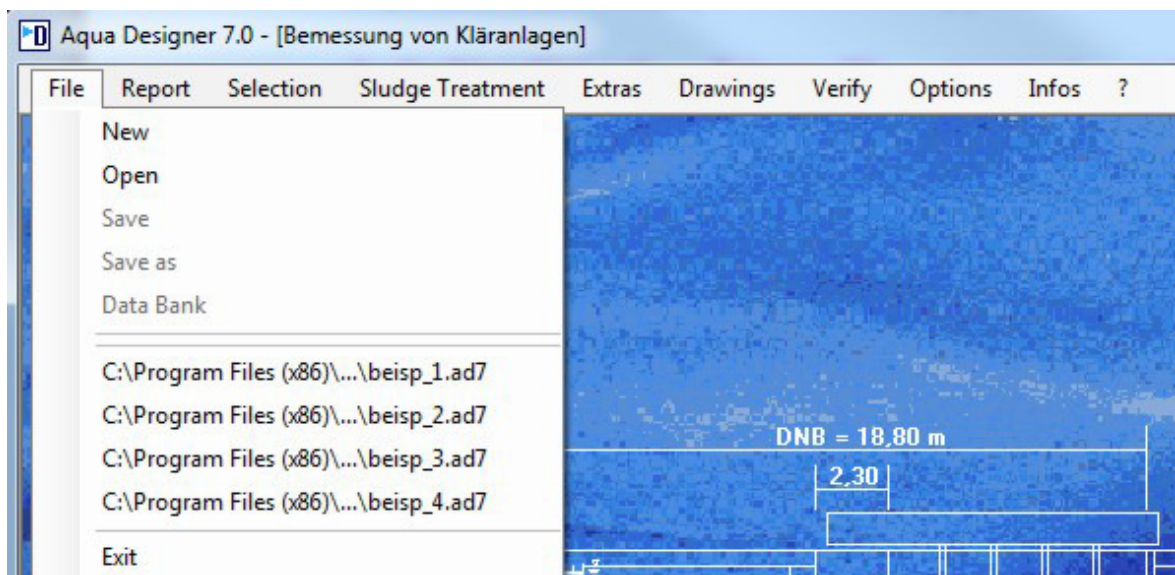 Aqua Designer 7.0 - [Bemessung von Kläranlagen]
File Report Selection Sludge Treatment Extras Drawings Verify Options Infos ?
New
Open
Save
Save as
Data Bank
C:\Program Files (x86)\...\beisp_1.ad7
C:\Program Files (x86)\...\beisp_2.ad7
C:\Program Files (x86)\...\beisp_3.ad7
C:\Program Files (x86)\...\beisp_4.ad7
Exit
DNB = 18,80 m
2,30